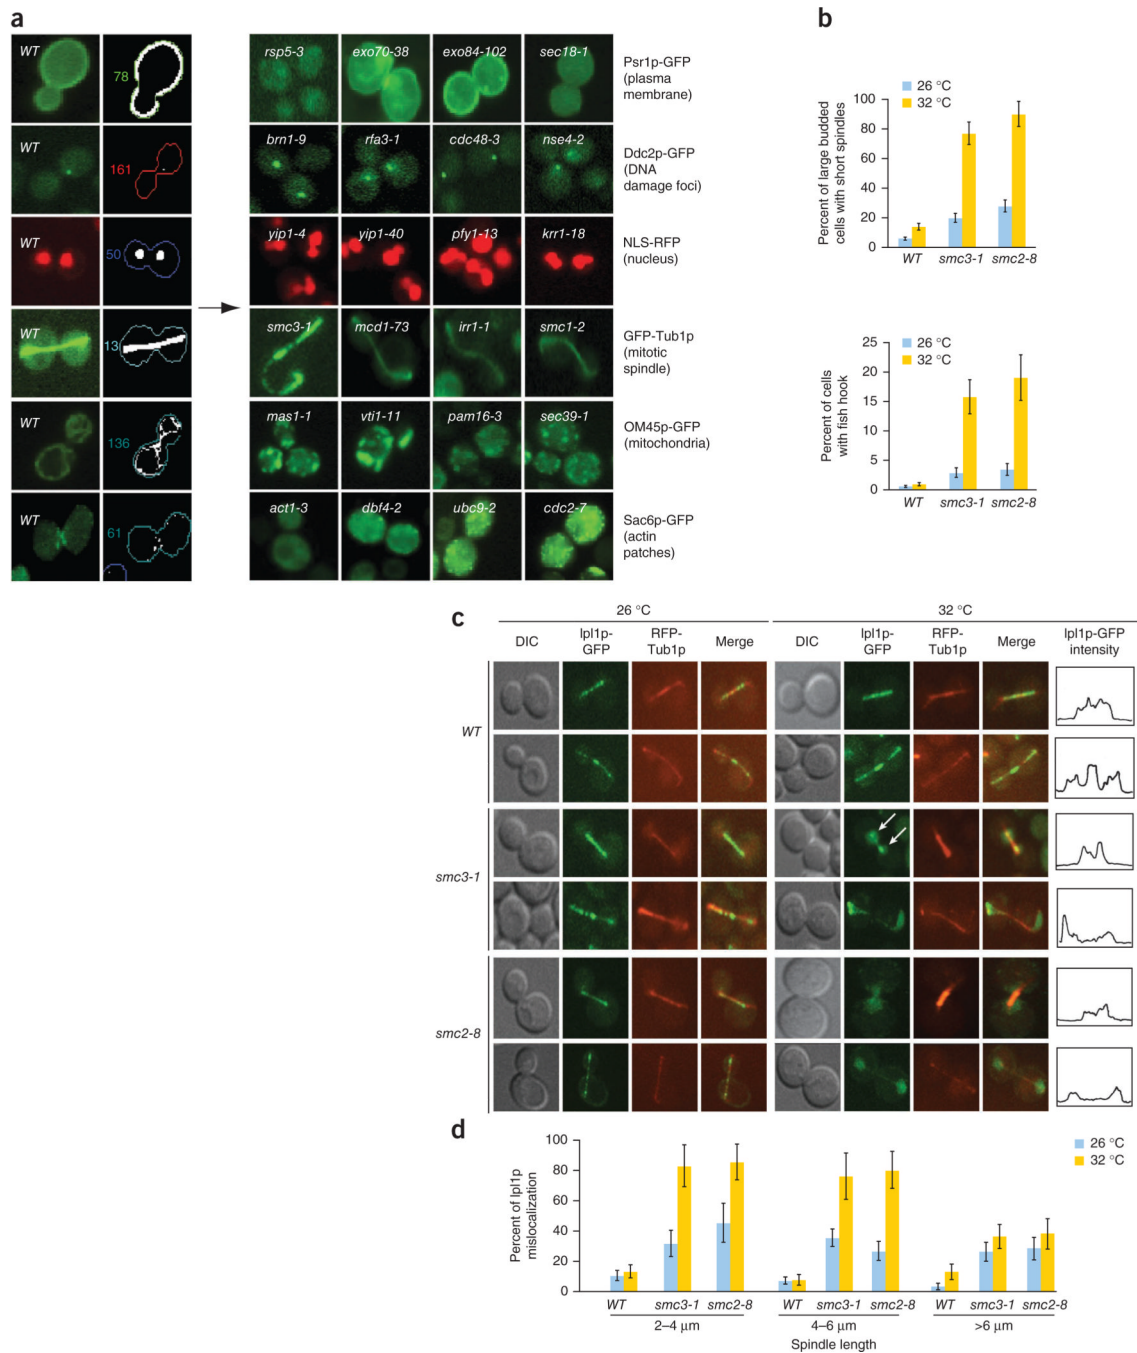 a
WT
78
rsp5-3
exo70-38
exo84-102
sec18-1
Psr1p-GFP
(plasma
membrane)
WT
161
brn1-9
rfa3-1
cdc48-3
nse4-2
Ddc2p-GFP
(DNA
damage foci)
WT
50
yip1-4
yip1-40
pfy1-13
krr1-18
NLS-RFP
(nucleus)
WT
13
smc3-1
mcd1-73
irr1-1
smc1-2
GFP-Tub1p
(mitotic
spindle)
WT
136
mas1-1
vti1-11
pam16-3
sec39-1
OM45p-GFP
(mitochondria)
WT
61
act1-3
dbf4-2
ubc9-2
cdc2-7
Sac6p-GFP
(actin
patches)
b
26 °C
32 °C
Percent of large budded
cells with short spindles
100
80
60
40
20
0
WT
smc3-1
smc2-8
26 °C
32 °C
Percent of cells
with fish hook
25
20
15
10
5
0
WT
smc3-1
smc2-8
c
26 °C
32 °C
DIC
Ipl1p-
GFP
RFP-
Tub1p
Merge
DIC
Ipl1p-
GFP
RFP-
Tub1p
Merge
Ipl1p-GFP
intensity
WT
smc3-1
smc2-8
d
26 °C
32 °C
Percent of Ipl1p
mislocalization
100
80
60
40
20
0
WT
smc3-1
smc2-8
WT
smc3-1
smc2-8
WT
smc3-1
smc2-8
2–4 µm
4–6 µm
>6 µm
Spindle length